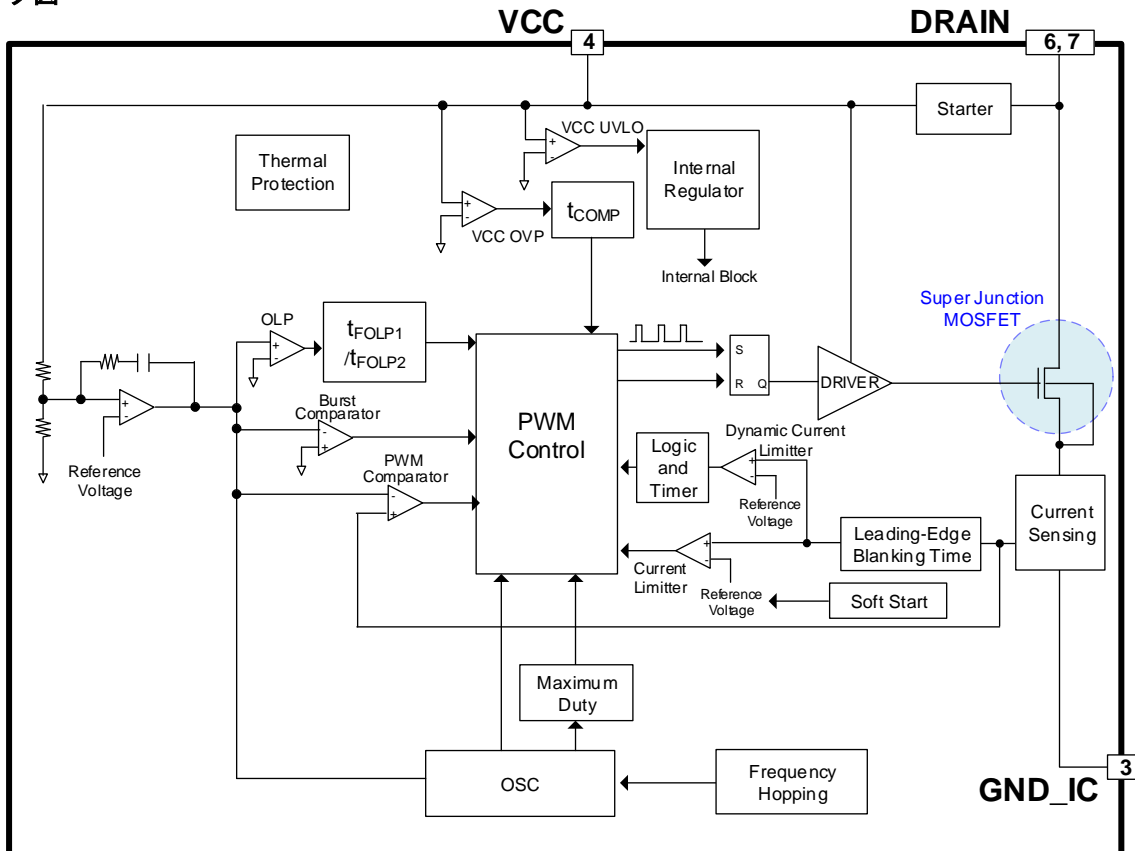 ク図
VCC
DRAIN
4
6, 7
Starter
VCC UVLO
Thermal
Protection
Internal
Regulator
tCOMP
VCC OVP
Internal Block
Super Junction
MOSFET
OLP
tFOLP1
/tFOLP2
S
R Q
DRIVER
+
-
Burst
Comparator
PWM
Control
Reference
Voltage
PWM
Comparator
Logic
and
Timer
Dynamic Current
Limitter
Reference
Voltage
Leading-Edge
Blanking Time
Current
Sensing
Current
Limitter
Reference
Voltage
Soft Start
Maximum
Duty
OSC
Frequency
Hopping
3
GND_IC